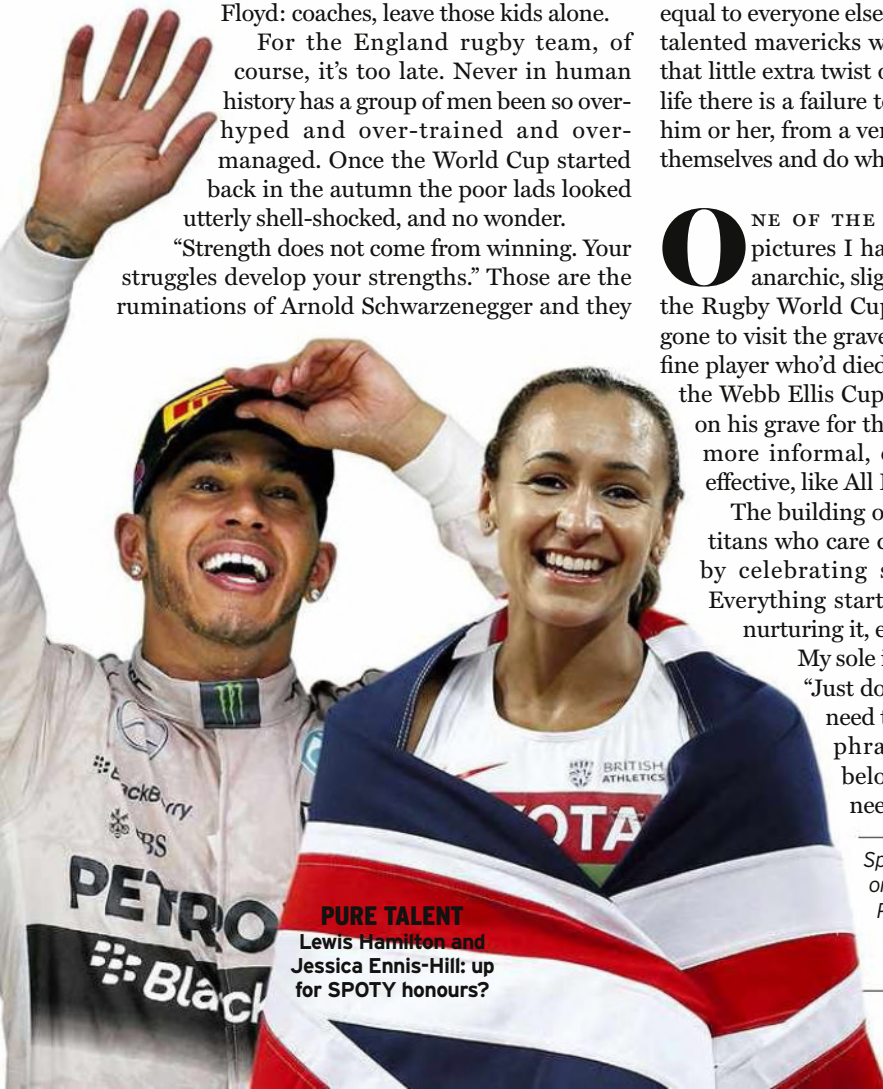 Floyd: coaches, leave those kids alone.
For the England rugby team, of
course, it's too late. Never in human
history has a group of men been so over-
hyped and over-trained and over-
managed. Once the World Cup started
back in the autumn the poor lads looked
utterly shell-shocked, and no wonder.
“Strength does not come from winning. Your
struggles develop your strengths.” Those are the
ruminations of Arnold Schwarzenegger and they
equal to everyone else
talented mavericks w
that little extra twist o
life there is a failure to
him or her, from a ver
themselves and do wh
ONE OF THE
pictures I ha
anarchic, slig
the Rugby World Cup
gone to visit the grave
fine player who'd died
the Webb Ellis Cup
on his grave for th
more informal,
effective, like All
The building o
titans who care
by celebrating s
Everything start
nurturing it, e
My sole i
“Just do
need t
phra
belo
nee
Sp
or
BlackBerry
UBS
PETRO
Black
BRITISH
ATHLETICS
OTA
PURE TALENT
Lewis Hamilton and
Jessica Ennis-Hill: up
for SPOTY honours?